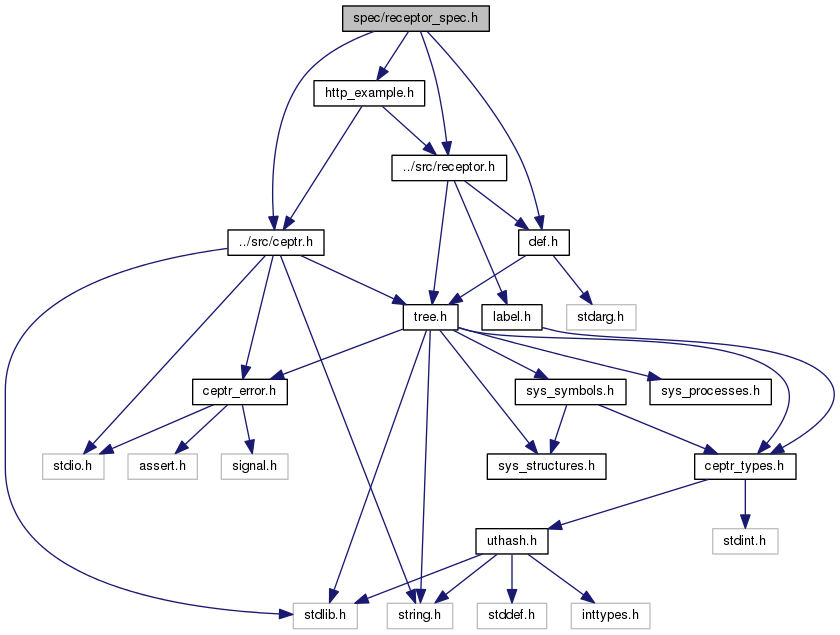 spec/receptor_spec.h
http_example.h
../src/receptor.h
../src/ceptr.h
def.h
tree.h
label.h
stdarg.h
ceptr_error.h
sys_symbols.h
sys_processes.h
stdio.h
assert.h
signal.h
sys_structures.h
ceptr_types.h
uthash.h
stdint.h
stdlib.h
string.h
stddef.h
inttypes.h